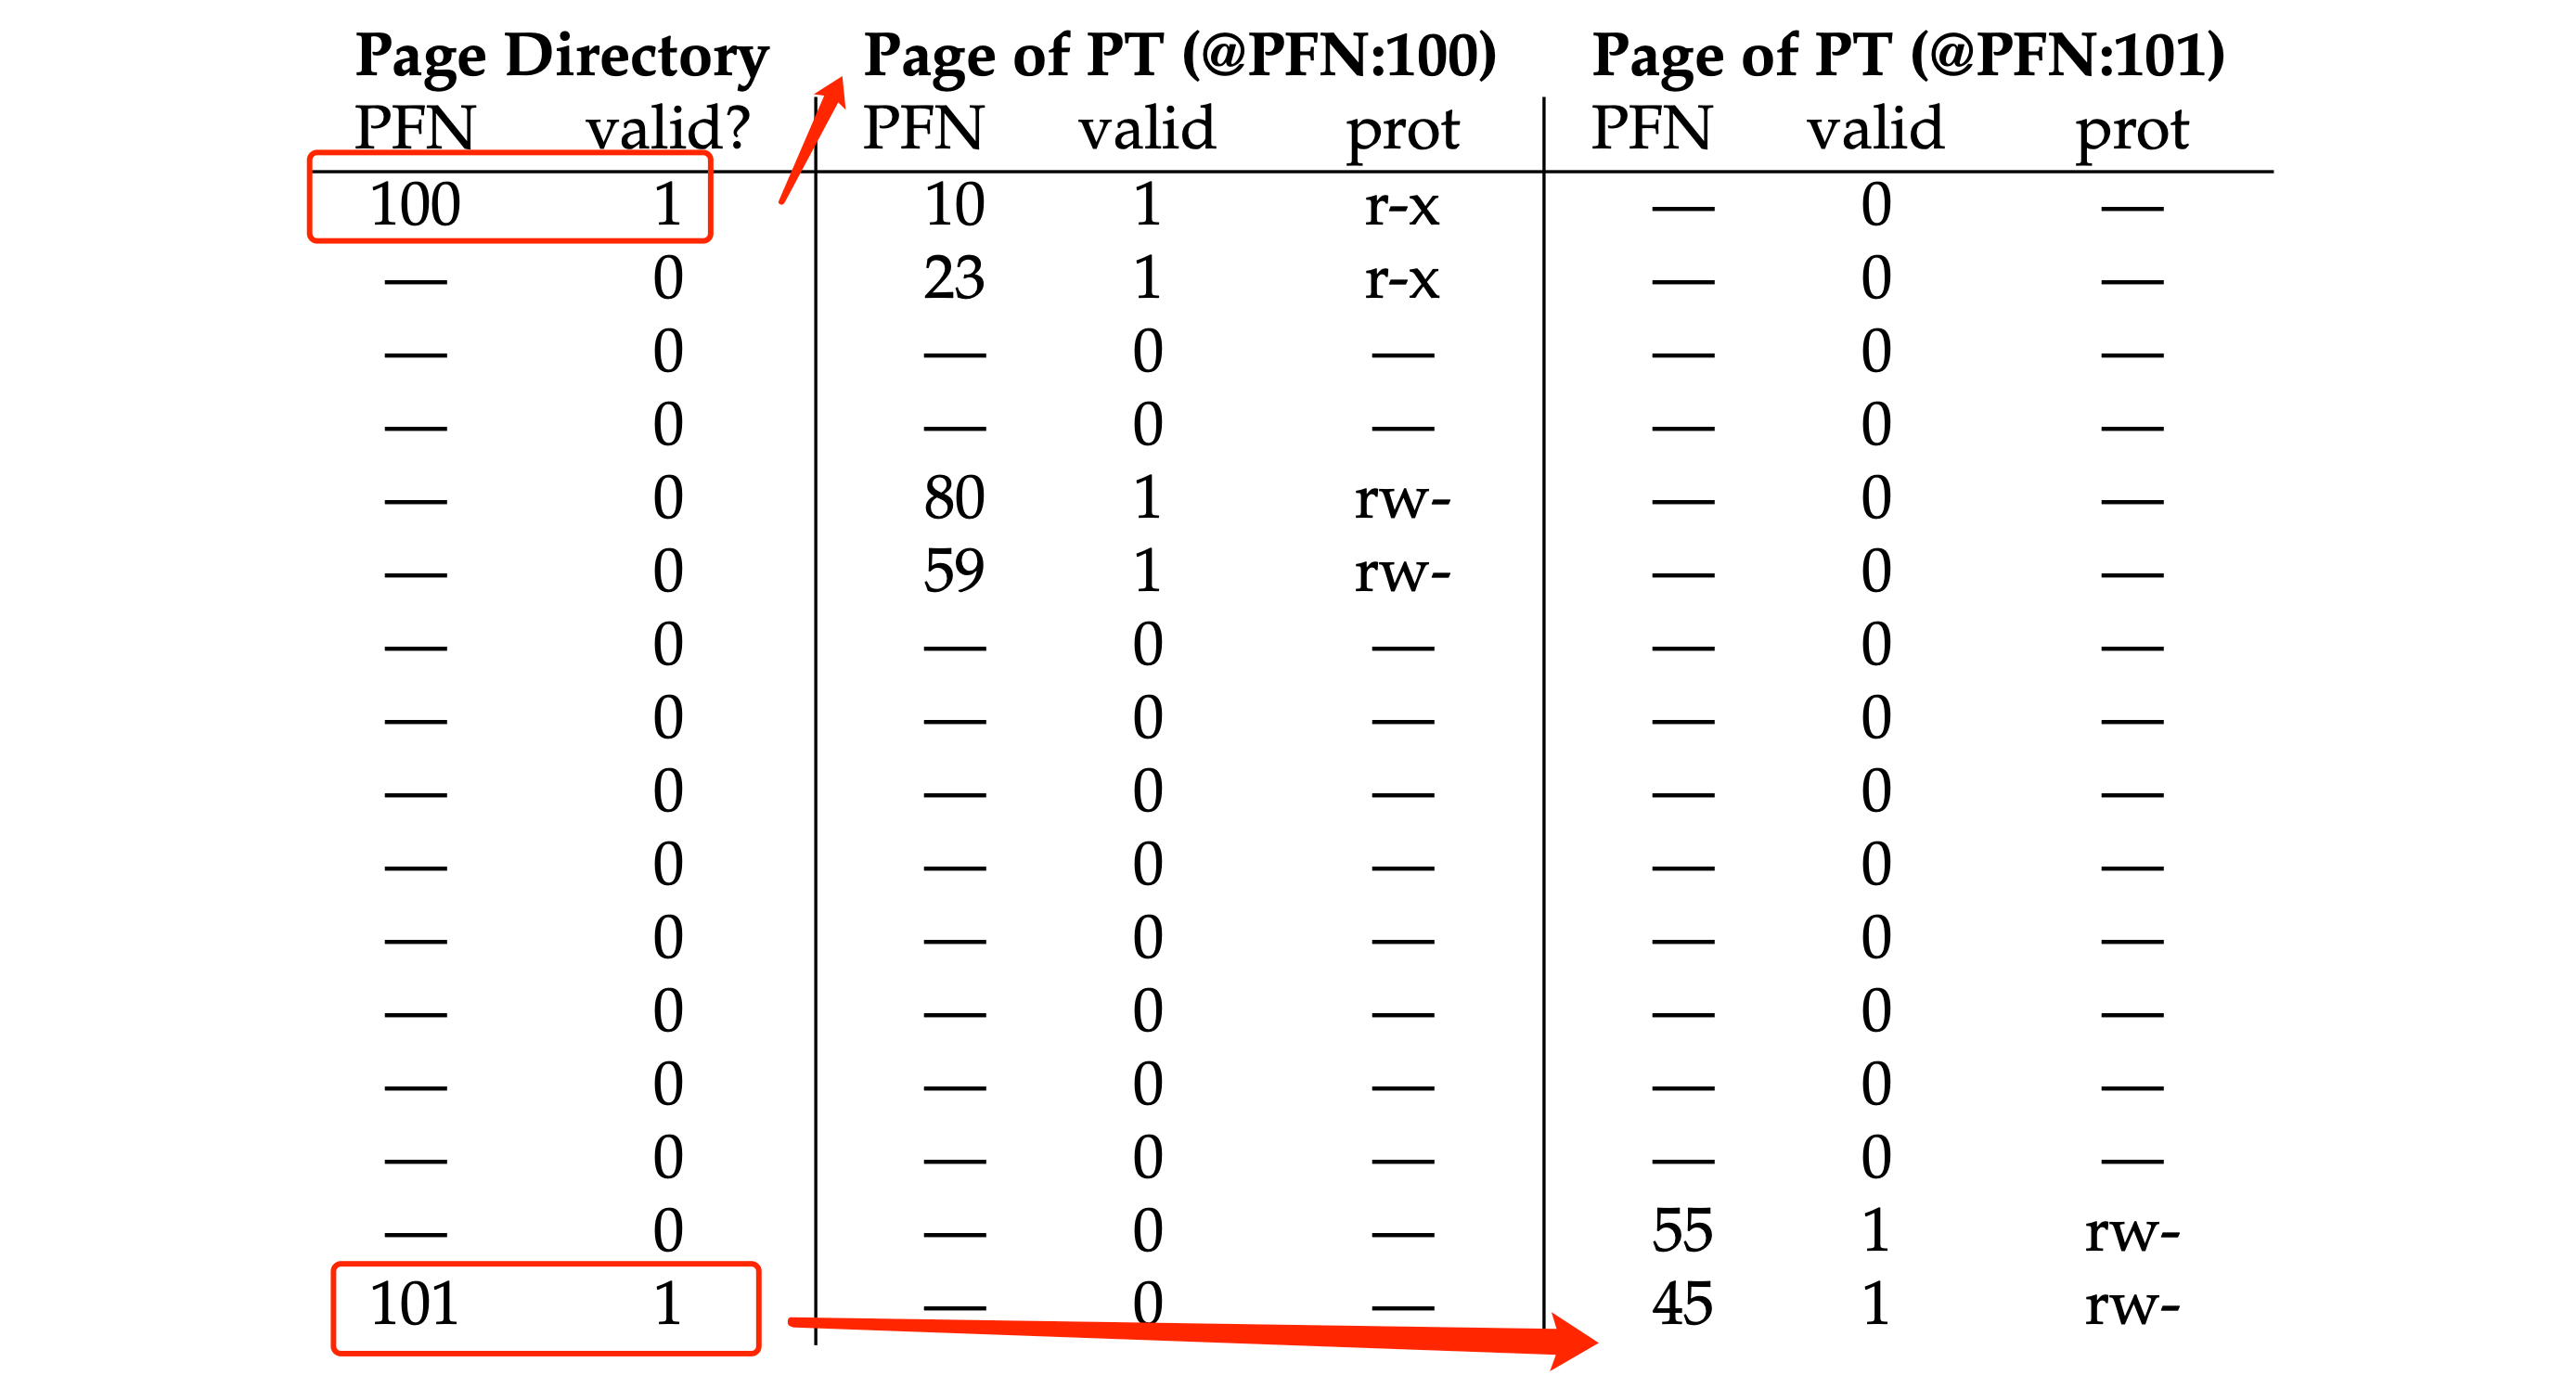 Page Directory Page of PT (@PFN:100) Page of PT (@PFN:101)
PFN valid? PFN valid prot PFN valid prot
100 1 10 1 r-x — 0 —
— 0 23 1 r-x — 0 —
— 0 — 0 — — 0 —
— 0 — 0 — — 0 —
— 0 80 1 rw- — 0 —
— 0 59 1 rw- — 0 —
— 0 — 0 — — 0 —
— 0 — 0 — — 0 —
— 0 — 0 — — 0 —
— 0 — 0 — — 0 —
— 0 — 0 — — 0 —
— 0 — 0 — — 0 —
— 0 — 0 — — 0 —
— 0 — 0 — — 0 —
— 0 — 0 — 55 1 rw-
101 1 — 0 — 45 1 rw-